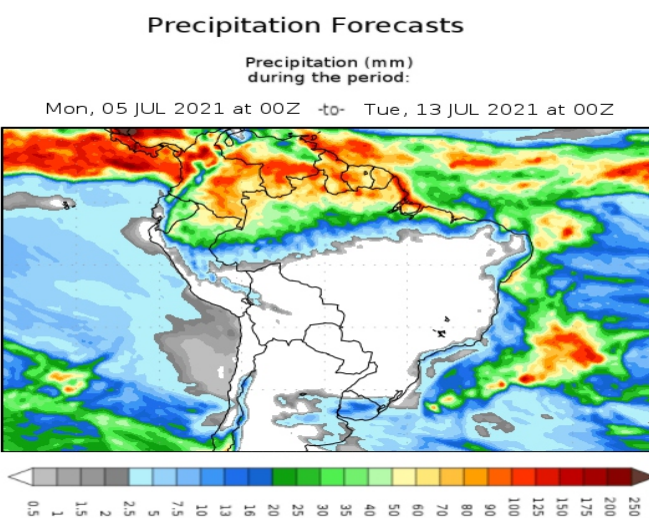 Precipitation Forecasts
Precipitation (mm)
during the period:
Mon, 05 JUL 2021 at 00Z -to- Tue, 13 JUL 2021 at 00Z
0.5 1 1.5 2 2.5 5 7.5 10 13 16 20 25 30 35 40 50 60 70 80 90 100 125 150 175 200 250